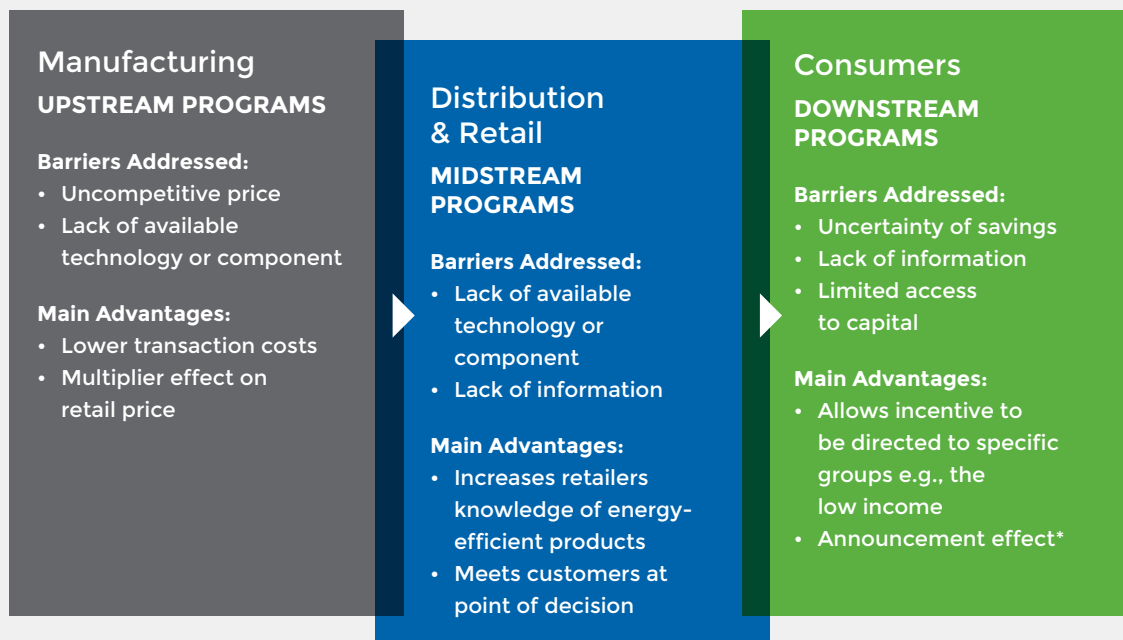 Manufacturing
UPSTREAM PROGRAMS
Barriers Addressed:
• Uncompetitive price
• Lack of available
technology or component
Main Advantages:
• Lower transaction costs
• Multiplier effect on
retail price
Distribution
& Retail
MIDSTREAM
PROGRAMS
Barriers Addressed:
• Lack of available
technology or
component
• Lack of information
Main Advantages:
• Increases retailers
knowledge of energy-
efficient products
• Meets customers at
point of decision
Consumers
DOWNSTREAM
PROGRAMS
Barriers Addressed:
• Uncertainty of savings
• Lack of information
• Limited access
to capital
Main Advantages:
• Allows incentive to
be directed to specific
groups e.g., the
low income
• Announcement effect*